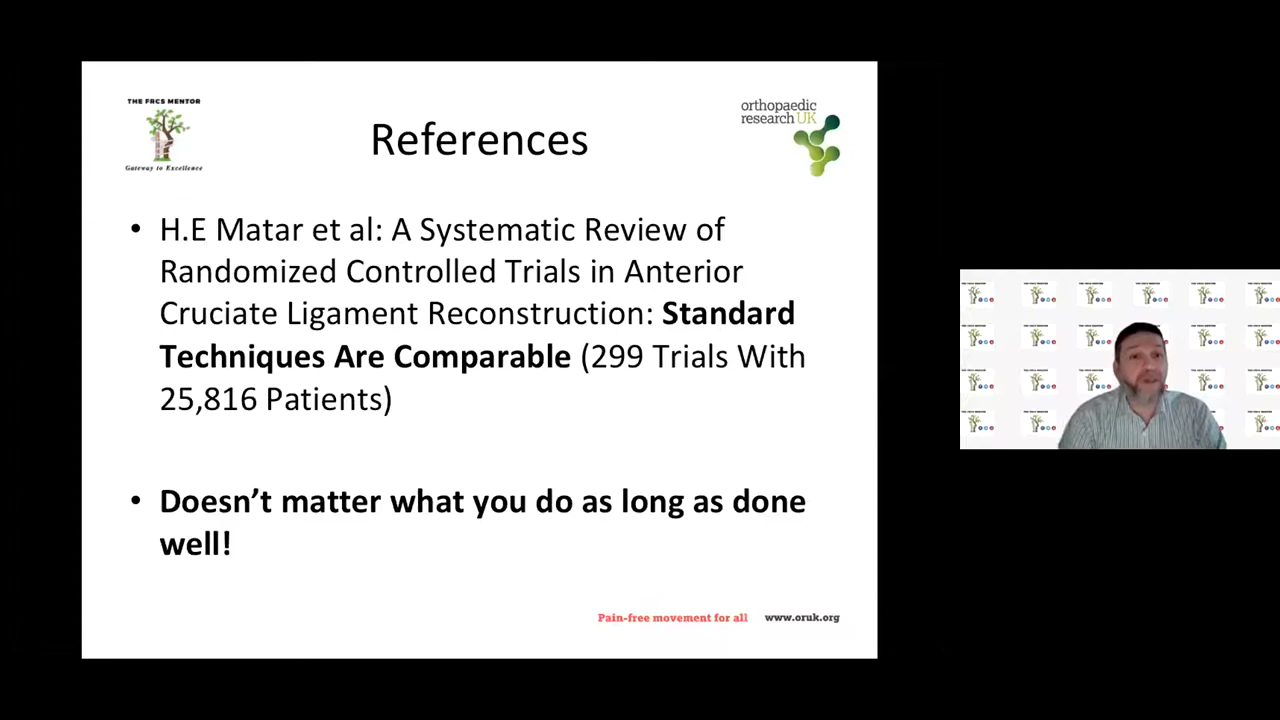 THE FRCS MENTOR
Gateway to Excellence
orthopaedic
research UK
References
• H.E Matar et al: A Systematic Review of
Randomized Controlled Trials in Anterior
Cruciate Ligament Reconstruction: Standard
Techniques Are Comparable (299 Trials With
25,816 Patients)
• Doesn’t matter what you do as long as done
well!
Pain-free movement for all www.oruk.org